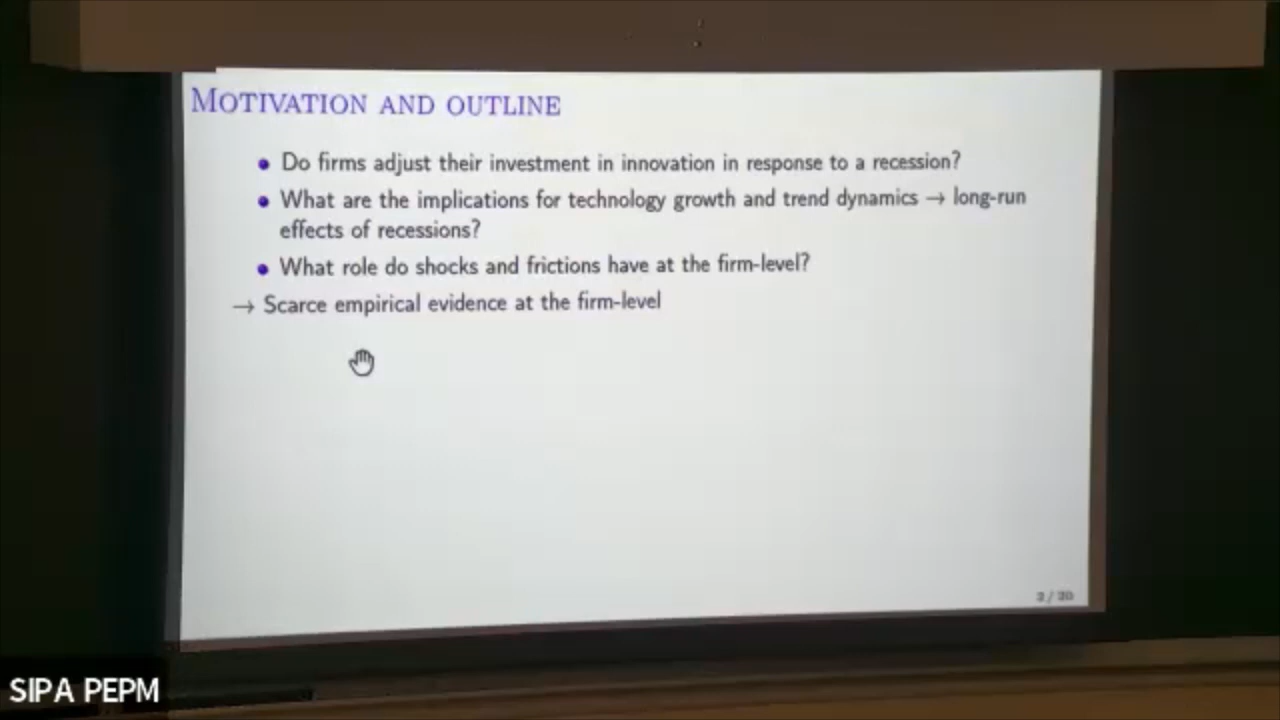 MOTIVATION AND OUTLINE
• Do firms adjust their investment in innovation in response to a recession?
• What are the implications for technology growth and trend dynamics → long-run
effects of recessions?
• What role do shocks and frictions have at the firm-level?
→ Scarce empirical evidence at the firm-level
SIPA PEPM